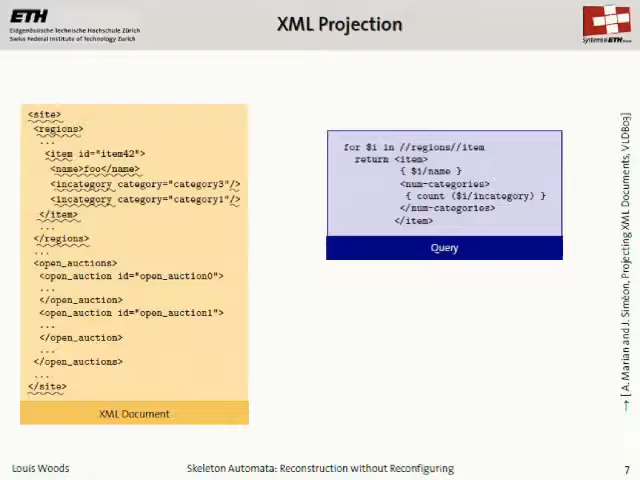 ETH
Eidgenössische Technische Hochschule Zürich
Swiss Federal Institute of Technology Zurich
XML Projection
Systems@ETH Zürich
<site>
<regions>
...
<item id="item42">
<name>foo</name>
<incategory category="category3"/>
<incategory category="category1"/>
</item>
...
</regions>
...
<open_auctions>
<open_auction id="open_auction0">
...
</open_auction>
<open_auction id="open_auction1">
...
</open_auction>
...
</open_auctions>
...
</site>
XML Document
for $i in //regions//item
return <item>
{ $i/name }
<num-categories>
{ count ($i/incategory) }
</num-categories>
</item>
Query
→ [ A. Marian and J. Siméon, Projecting XML Documents, VLDB03]
Louis Woods
Skeleton Automata: Reconstruction without Reconfiguring
7